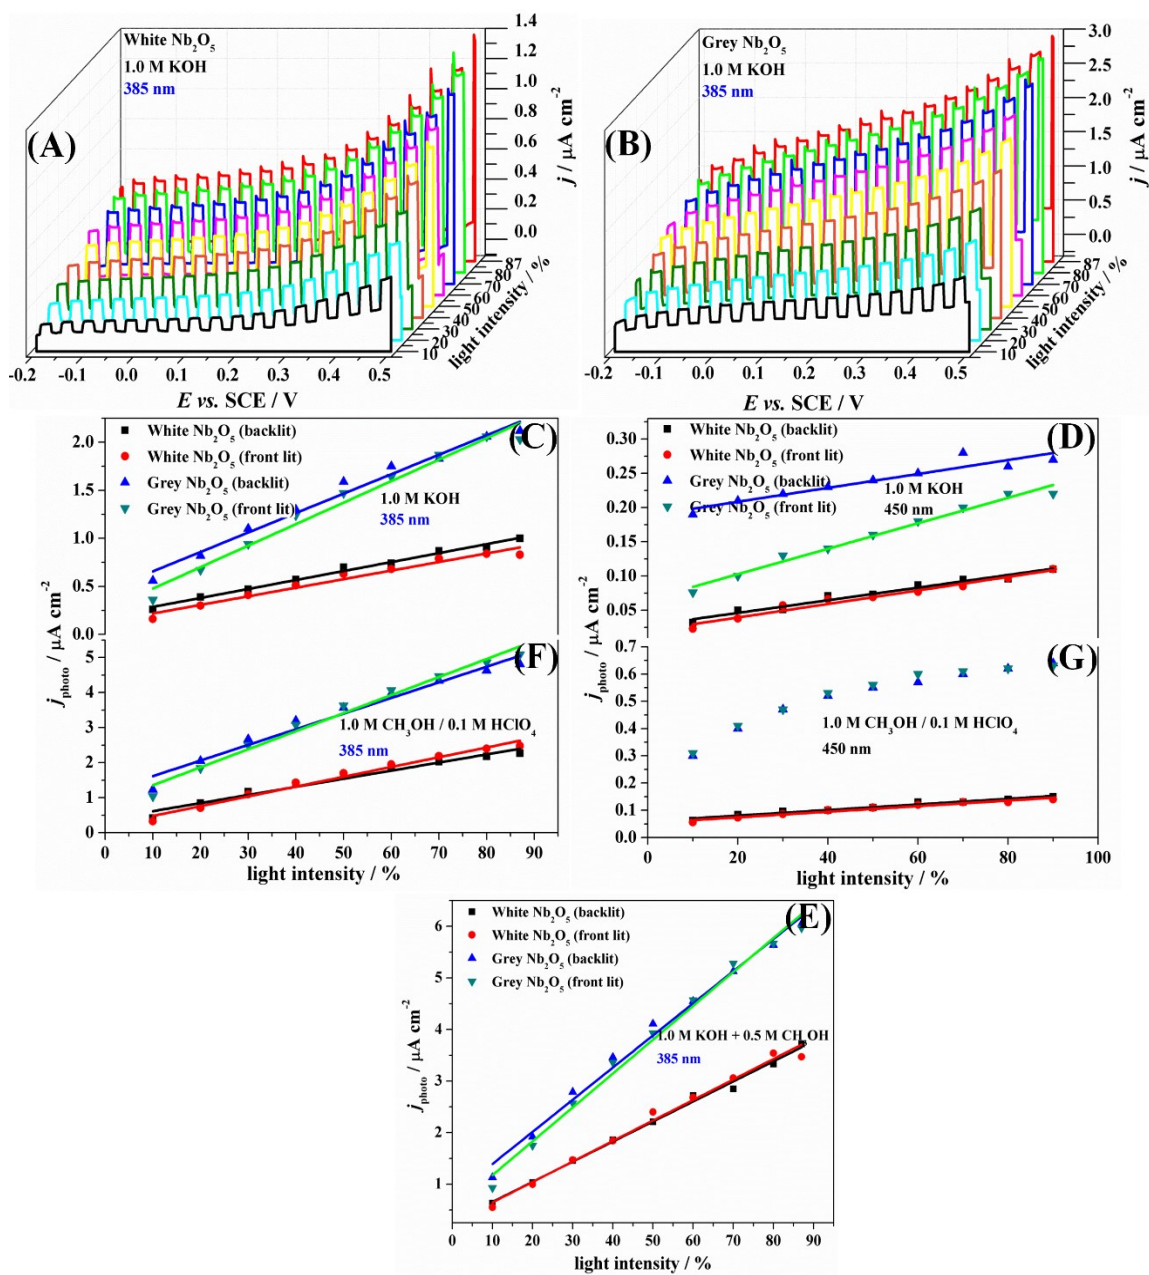 White Nb2O5
1.0 M KOH
385 nm
(A)
1.4
1.2
1.0
0.8
0.6
0.4
0.2
0.0
j / µA cm-2
87
80
70
60
50
40
30
20
10
light intensity / %
-0.2 -0.1 0.0 0.1 0.2 0.3 0.4 0.5
E vs. SCE / V
Grey Nb2O5
1.0 M KOH
385 nm
(B)
3.0
2.5
2.0
1.5
1.0
0.5
0.0
j / µA cm-2
87
80
70
60
50
40
30
20
10
light intensity / %
-0.2 -0.1 0.0 0.1 0.2 0.3 0.4 0.5
E vs. SCE / V
White Nb2O5 (backlit)
White Nb2O5 (front lit)
Grey Nb2O5 (backlit)
Grey Nb2O5 (front lit)
(C)
1.0 M KOH
385 nm
2.0
1.5
1.0
0.5
0.0
White Nb2O5 (backlit)
White Nb2O5 (front lit)
Grey Nb2O5 (backlit)
Grey Nb2O5 (front lit)
(D)
1.0 M KOH
450 nm
0.30
0.25
0.20
0.15
0.10
0.05
jphoto / µA cm-2
(F)
1.0 M CH3OH / 0.1 M HClO4
385 nm
5
4
3
2
1
0
0 10 20 30 40 50 60 70 80 90
light intensity / %
(G)
1.0 M CH3OH / 0.1 M HClO4
450 nm
0.7
0.6
0.5
0.4
0.3
0.2
0.1
0.0
0 20 40 60 80 100
light intensity / %
White Nb2O5 (backlit)
White Nb2O5 (front lit)
Grey Nb2O5 (backlit)
Grey Nb2O5 (front lit)
(E)
1.0 M KOH + 0.5 M CH3OH
385 nm
6
5
4
3
2
1
jphoto / µA cm-2
0 10 20 30 40 50 60 70 80 90
light intensity / %